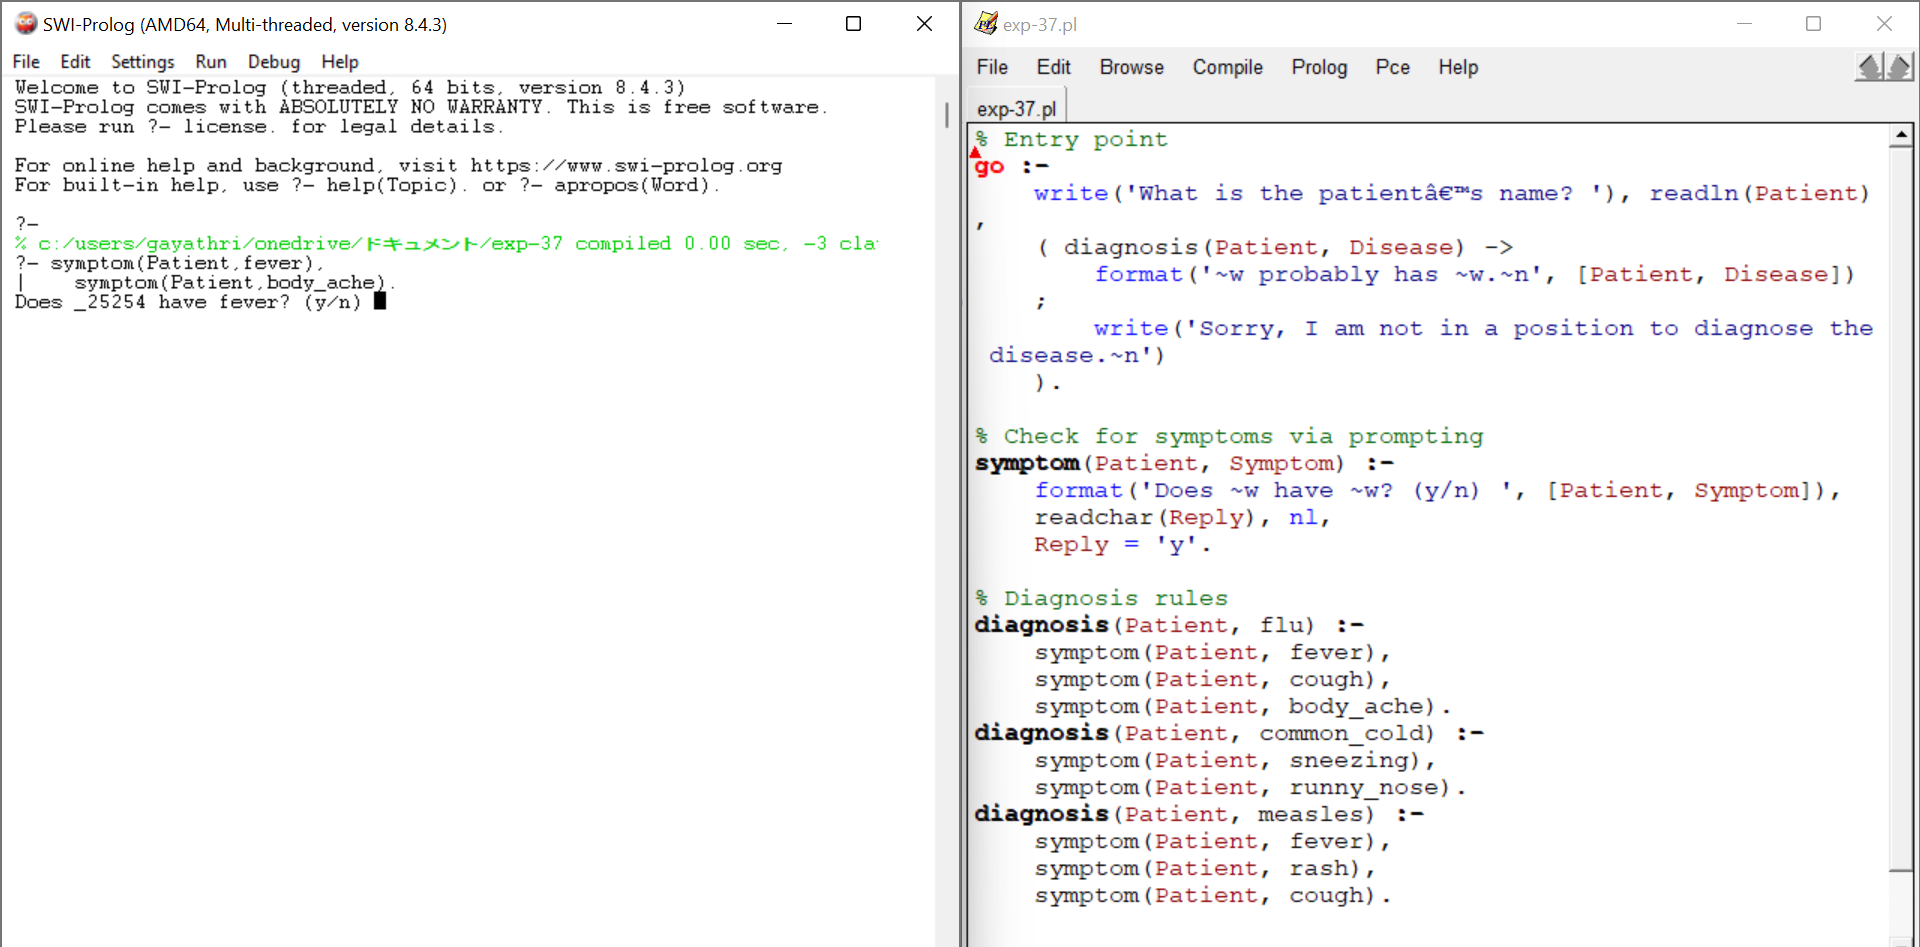 SWI-Prolog (AMD64, Multi-threaded, version 8.4.3)
File Edit Settings Run Debug Help
Welcome to SWI-Prolog (threaded, 64 bits, version 8.4.3)
SWI-Prolog comes with ABSOLUTELY NO WARRANTY. This is free software.
Please run ?- license. for legal details.
For online help and background, visit https://www.swi-prolog.org
For built-in help, use ?- help(Topic). or ?- apropos(Word).
?-
% c:/users/gayathri/onedrive/ドキュメント/exp-37 compiled 0.00 sec, -3 cla
?- symptom(Patient,fever),
|    symptom(Patient,body_ache).
Does _25254 have fever? (y/n)
exp-37.pl
File Edit Browse Compile Prolog Pce Help
exp-37.pl
% Entry point
go :-
    write('What is the patientâ€™s name? '), readln(Patient)
,
    ( diagnosis(Patient, Disease) ->
        format('~w probably has ~w.~n', [Patient, Disease])
    ;
        write('Sorry, I am not in a position to diagnose the
 disease.~n')
    ).
% Check for symptoms via prompting
symptom(Patient, Symptom) :-
    format('Does ~w have ~w? (y/n) ', [Patient, Symptom]),
    readchar(Reply), nl,
    Reply = 'y'.
% Diagnosis rules
diagnosis(Patient, flu) :-
    symptom(Patient, fever),
    symptom(Patient, cough),
    symptom(Patient, body_ache).
diagnosis(Patient, common_cold) :-
    symptom(Patient, sneezing),
    symptom(Patient, runny_nose).
diagnosis(Patient, measles) :-
    symptom(Patient, fever),
    symptom(Patient, rash),
    symptom(Patient, cough).